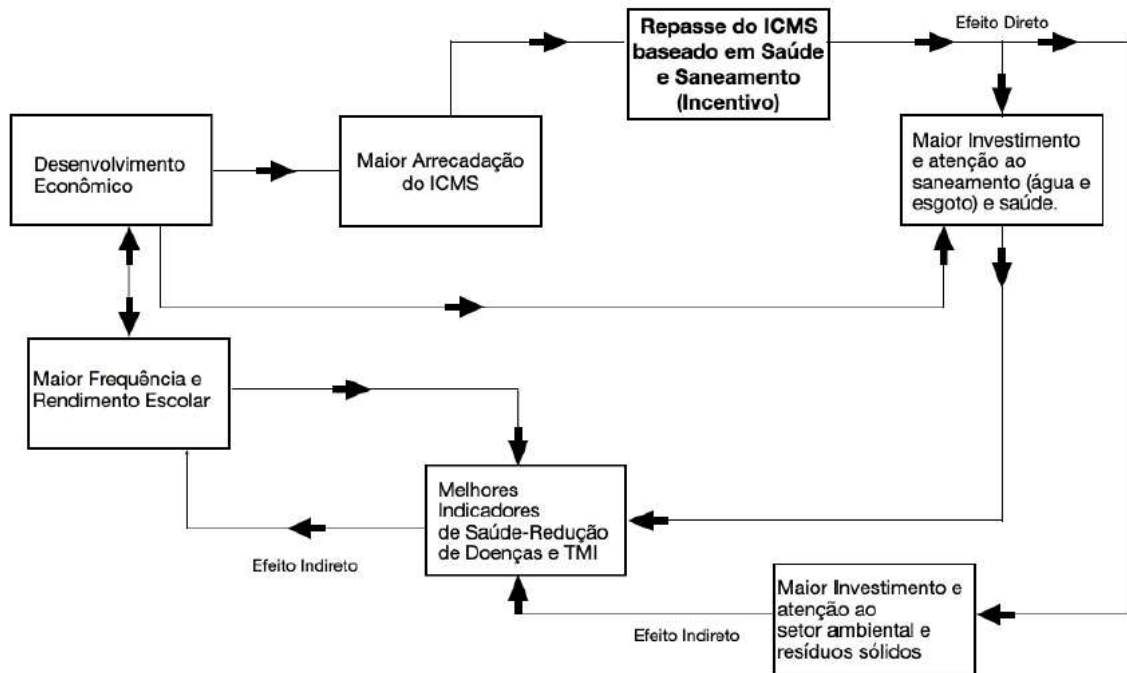 Repasse do ICMS
baseado em Saúde
e Saneamento
(Incentivo)
Efeito Direto
Desenvolvimento
Econômico
Maior Arrecadação
do ICMS
Maior Investimento
e atenção ao
saneamento (água e
esgoto) e saúde.
Maior Frequência e
Rendimento Escolar
Melhores
Indicadores
de Saúde-Redução
de Doenças e TMI
Efeito Indireto
Maior Investimento e
atenção ao
setor ambiental e
resíduos sólidos
Efeito Indireto